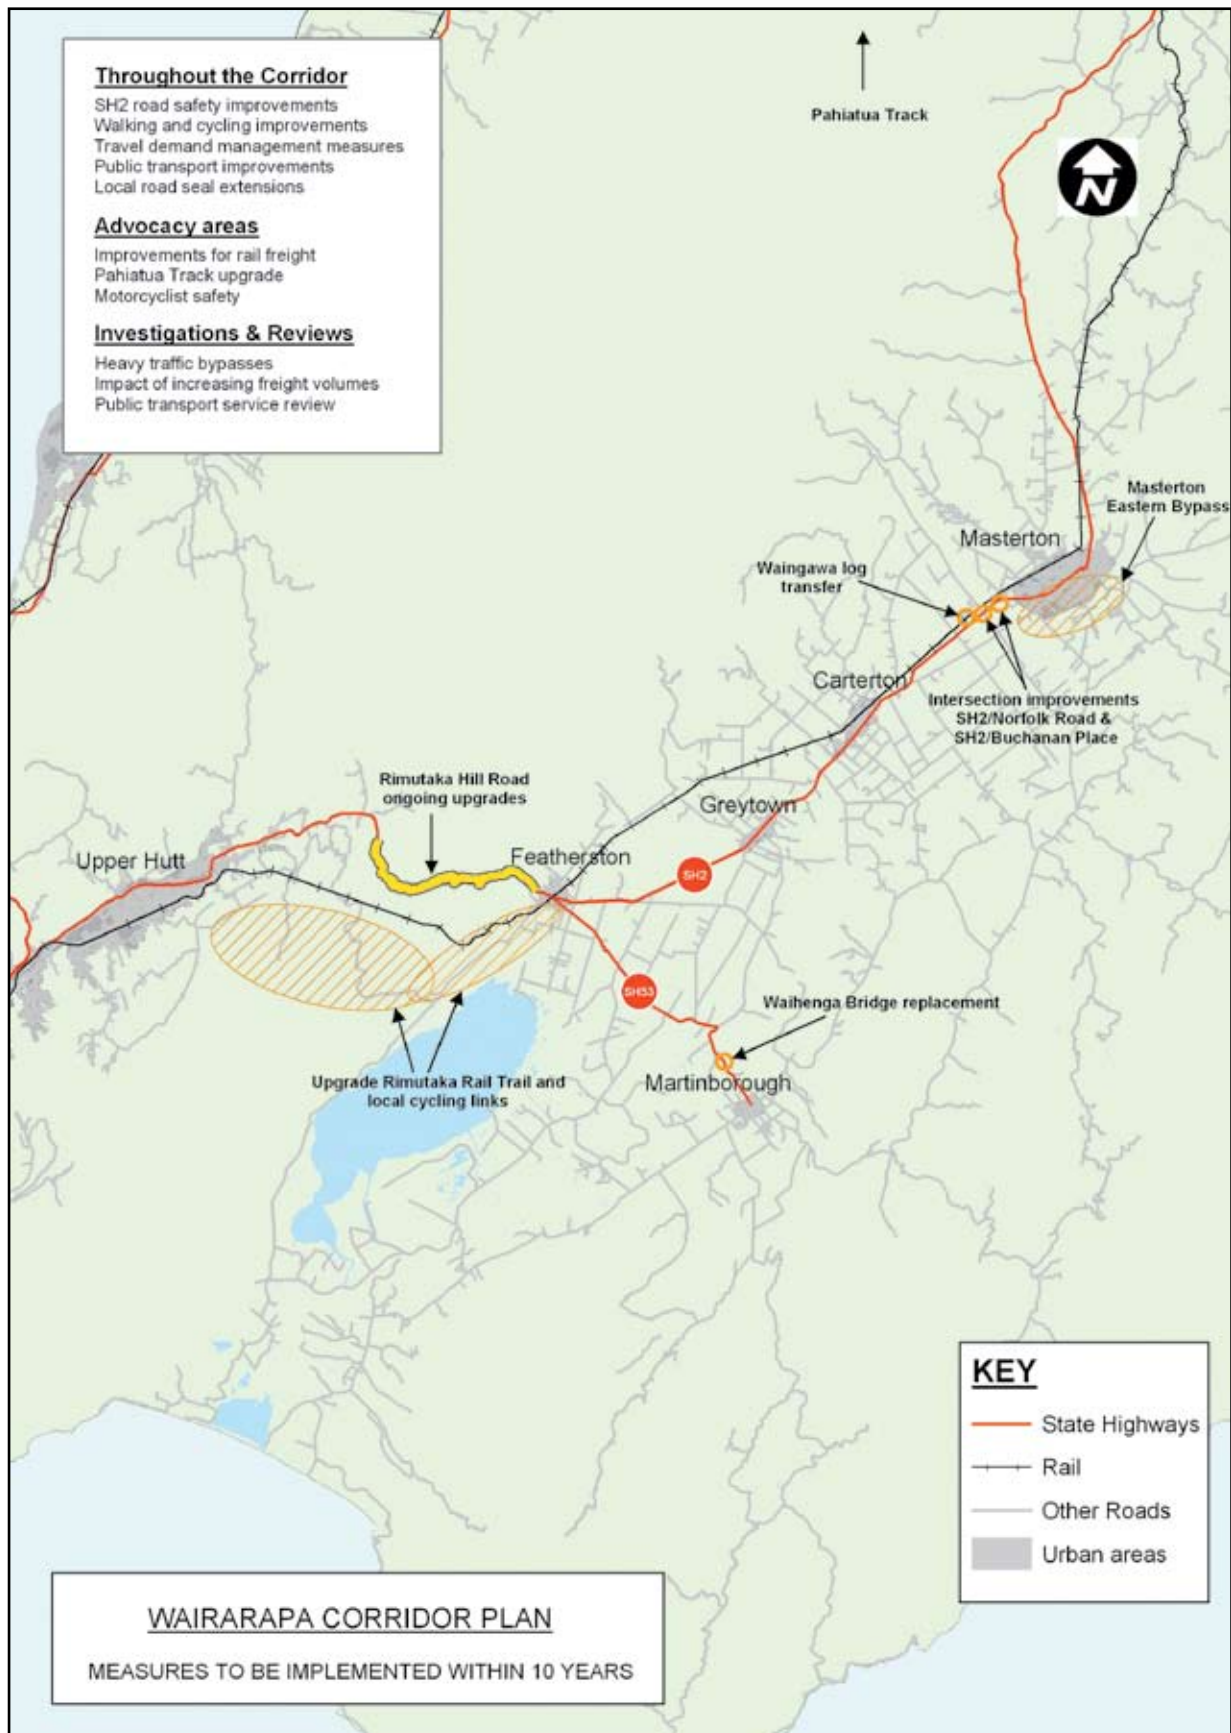 Throughout the Corridor
SH2 road safety improvements
Walking and cycling improvements
Travel demand management measures
Public transport improvements
Local road seal extensions
Advocacy areas
Improvements for rail freight
Pahiatua Track upgrade
Motorcyclist safety
Investigations & Reviews
Heavy traffic bypasses
Impact of increasing freight volumes
Public transport service review
Pahiatua Track
N
Masterton
Eastern Bypass
Masterton
Waingawa log
transfer
Carterton
Intersection improvements
SH2/Norfolk Road &
SH2/Buchanan Place
Rimutaka Hill Road
ongoing upgrades
Greytown
Upper Hutt
Featherston
SH2
SH53
Waihenga Bridge replacement
Martinborough
Upgrade Rimutaka Rail Trail and
local cycling links
KEY
State Highways
Rail
Other Roads
Urban areas
WAIRARAPA CORRIDOR PLAN
MEASURES TO BE IMPLEMENTED WITHIN 10 YEARS